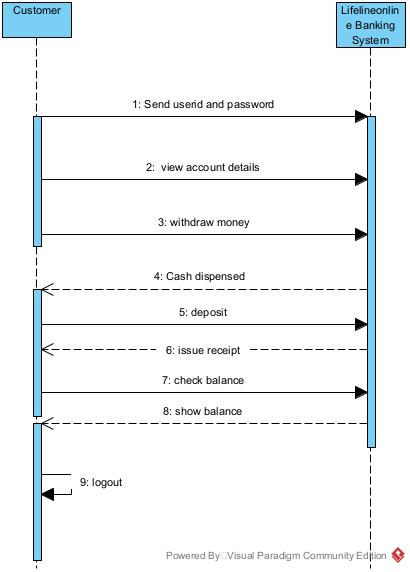 Customer
Lifelineonlin
e Banking
System
1: Send userid and password
2: view account details
3: withdraw money
4: Cash dispensed
5: deposit
6: issue receipt
7: check balance
8: show balance
9: logout
Powered By Visual Paradigm Community Edition